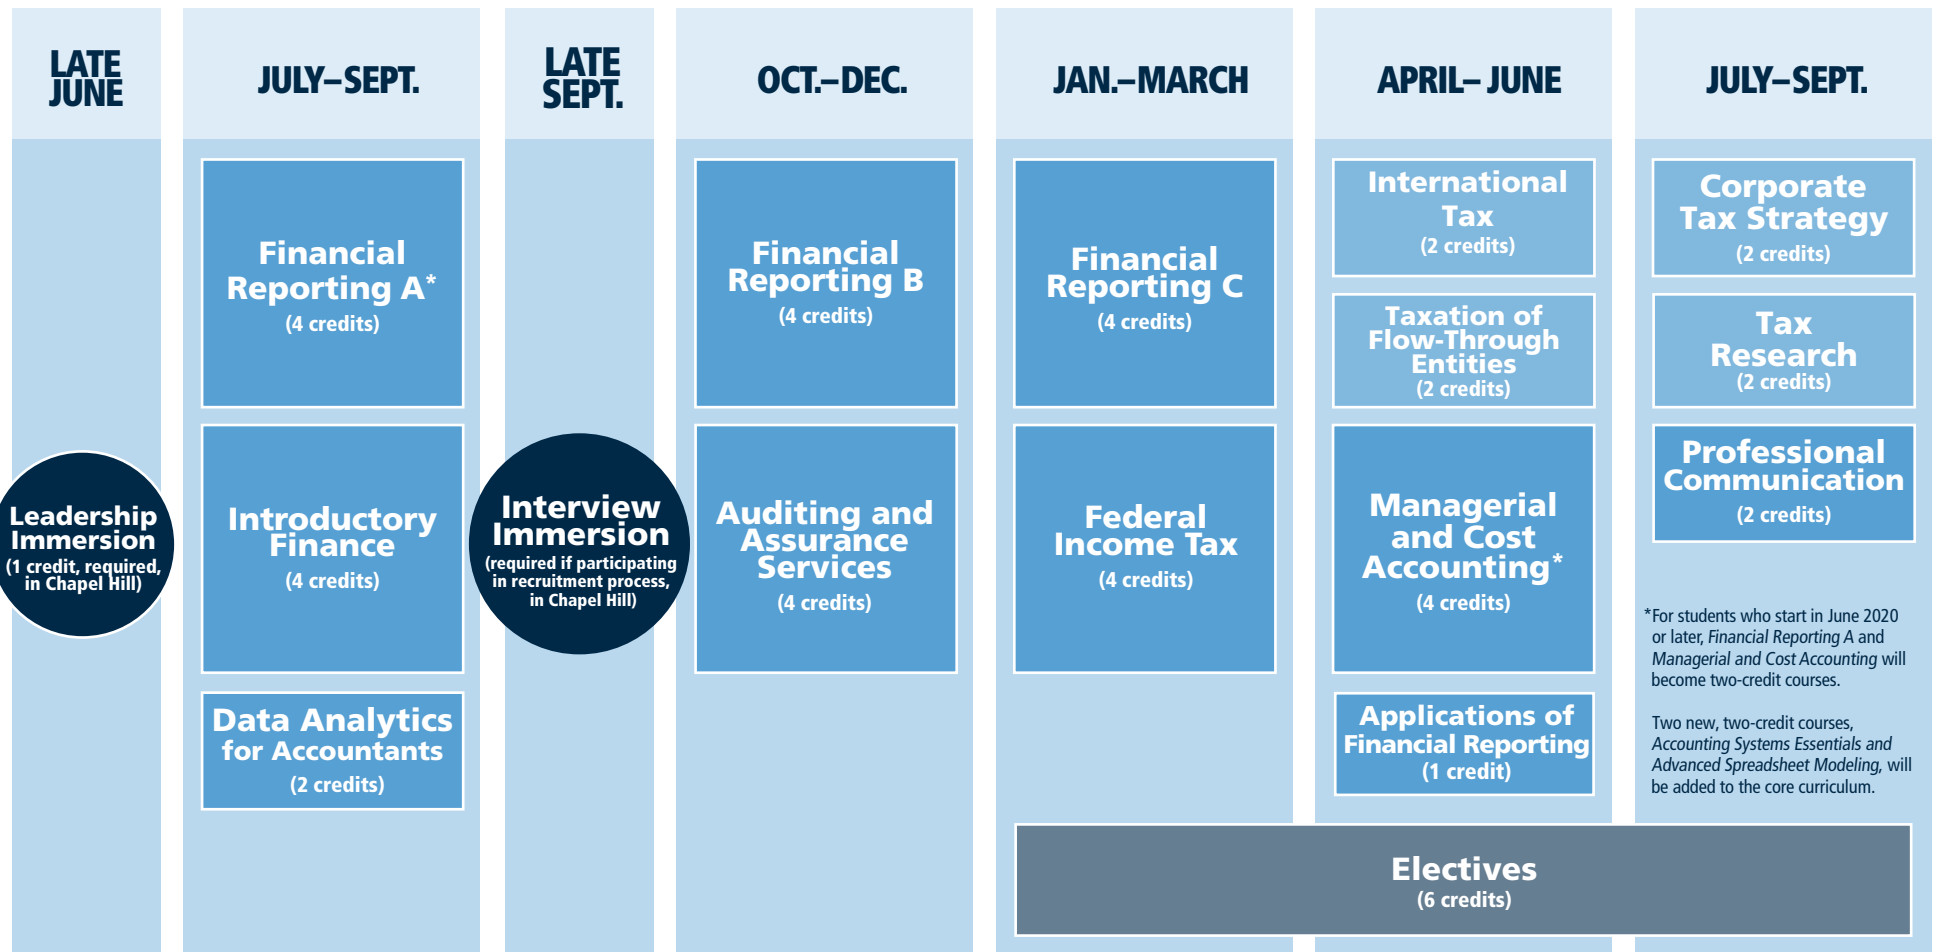 LATE
JUNE
Leadership
Immersion
(1 credit, required,
in Chapel Hill)
JULY–SEPT.
Financial
Reporting A*
(4 credits)
Introductory
Finance
(4 credits)
Data Analytics
for Accountants
(2 credits)
LATE
SEPT.
Interview
Immersion
(required if participating
in recruitment process,
in Chapel Hill)
OCT.–DEC.
Financial
Reporting B
(4 credits)
Auditing and
Assurance
Services
(4 credits)
JAN.–MARCH
Financial
Reporting C
(4 credits)
Federal
Income Tax
(4 credits)
APRIL– JUNE
International
Tax
(2 credits)
Taxation of
Flow-Through
Entities
(2 credits)
Managerial
and Cost
Accounting*
(4 credits)
Applications of
Financial Reporting
(1 credit)
JULY–SEPT.
Corporate
Tax Strategy
(2 credits)
Tax
Research
(2 credits)
Professional
Communication
(2 credits)
*For students who start in June 2020
or later, Financial Reporting A and
Managerial and Cost Accounting will
become two-credit courses.
Two new, two-credit courses,
Accounting Systems Essentials and
Advanced Spreadsheet Modeling, will
be added to the core curriculum.
Electives
(6 credits)